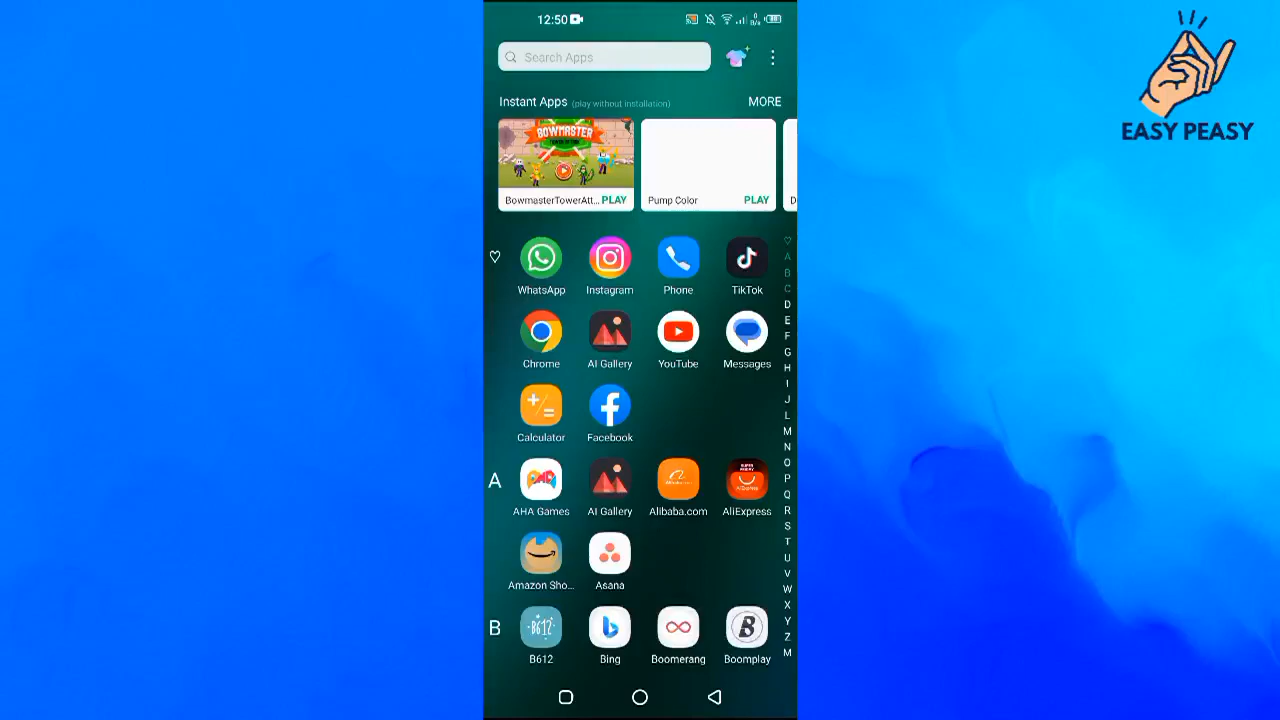 12:50
Search Apps
EASY PEASY
Instant Apps (play without installation) MORE
BOWMASTER
BowmasterTowerAtt... PLAY
Pump Color PLAY
WhatsApp Instagram Phone TikTok
Chrome AI Gallery YouTube Messages
Calculator Facebook
A
AHA Games AI Gallery Alibaba.com AliExpress
Amazon Sho... Asana
B
B612 Bing Boomerang Boomplay
A
B
C
D
E
F
G
H
I
J
L
M
N
O
P
Q
R
S
T
U
V
W
X
Y
Z
M